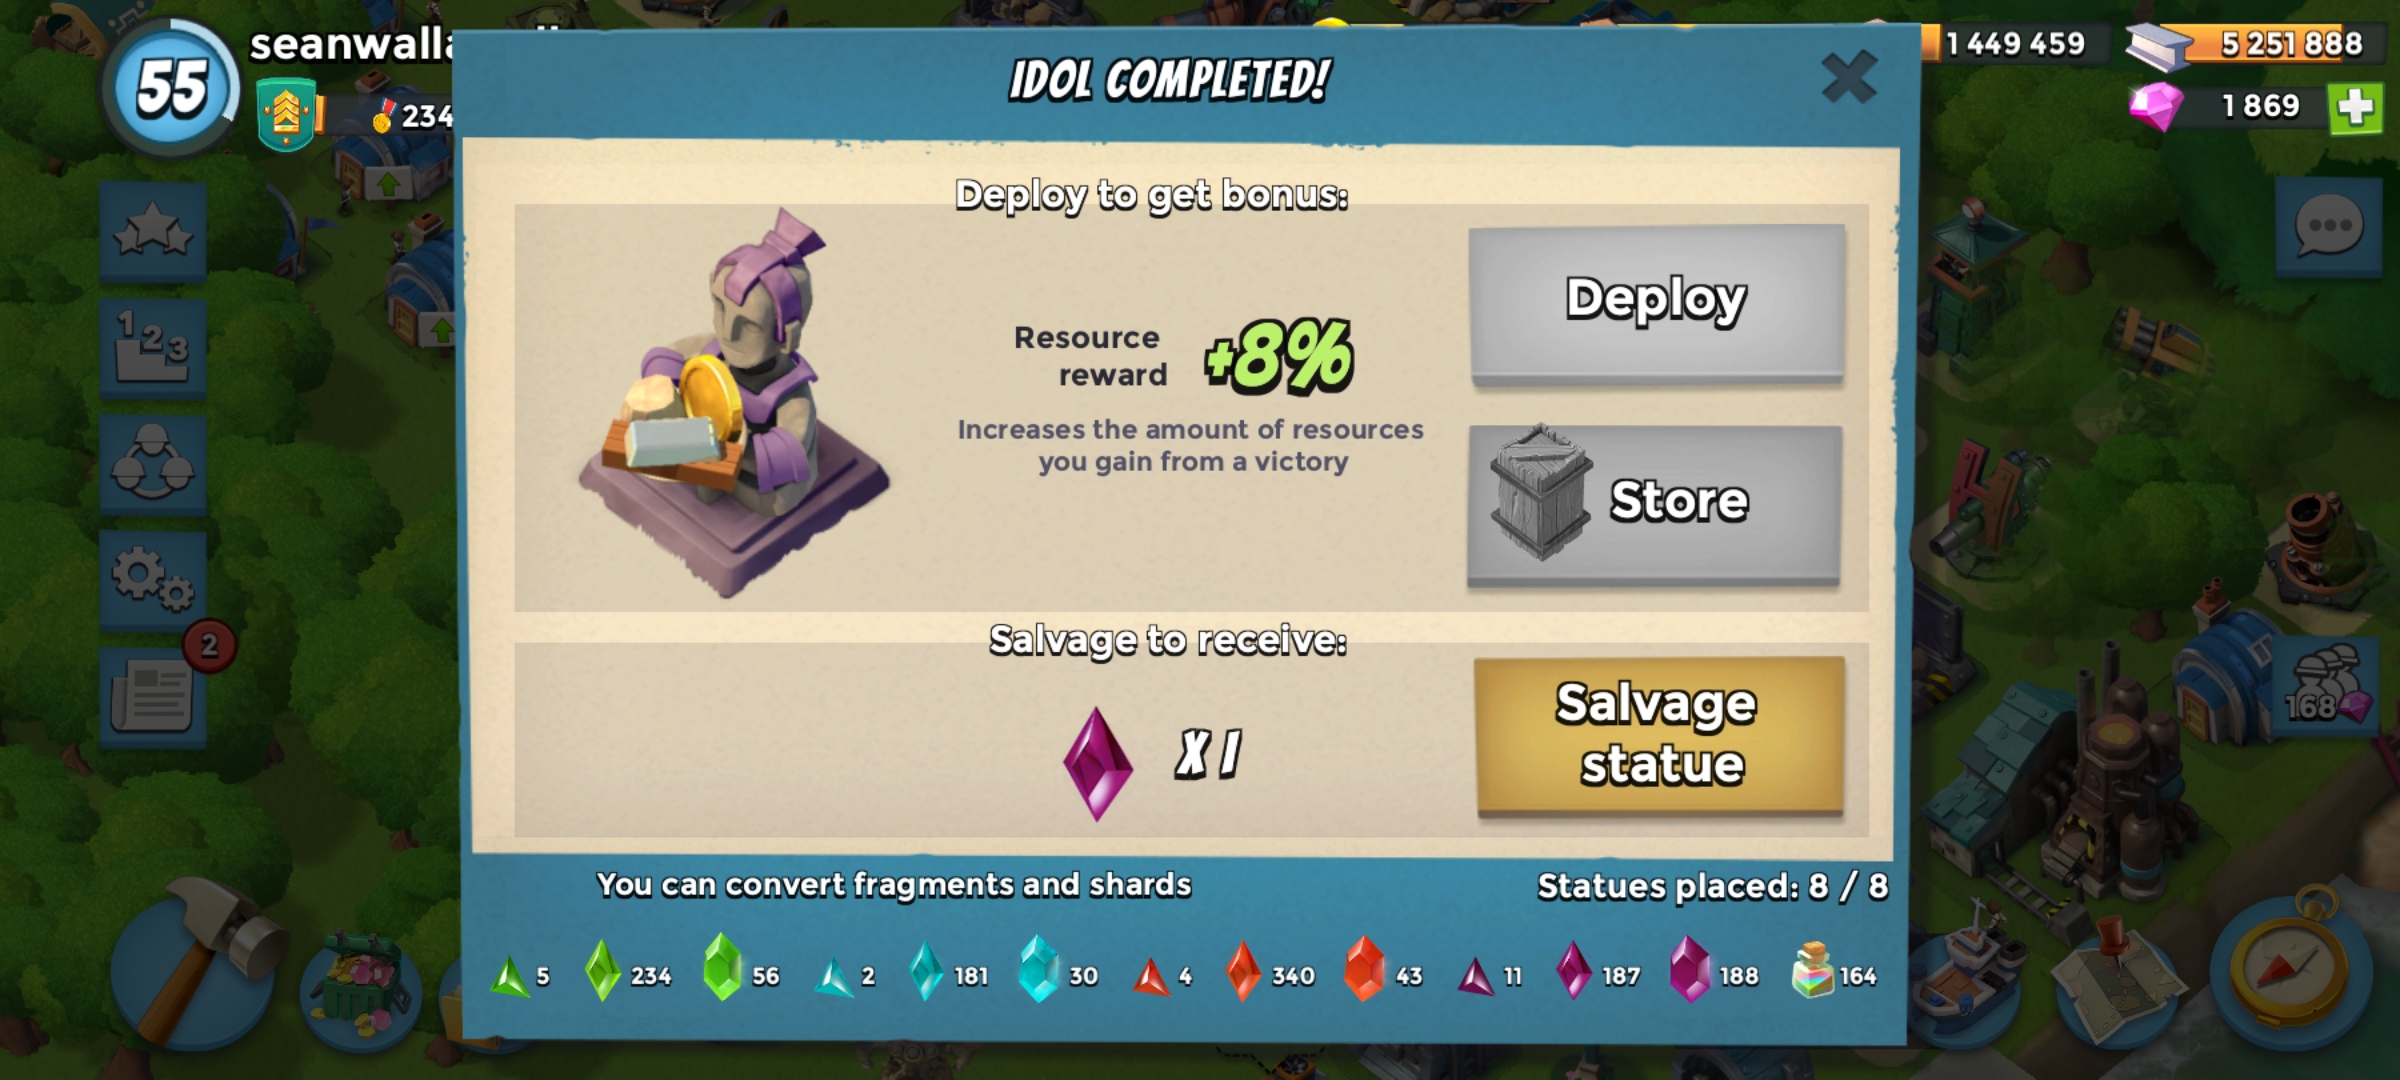 55
234
IDOL COMPLETED!
1 449 459
5 251 888
1 869
Deploy to get bonus:
Resource
reward
+8%
Increases the amount of resources
you gain from a victory
Deploy
Store
1 2 3
2
Salvage to receive:
X 1
Salvage
statue
168
You can convert fragments and shards
Statues placed: 8 / 8
5
234
56
2
181
30
4
340
43
11
187
188
164